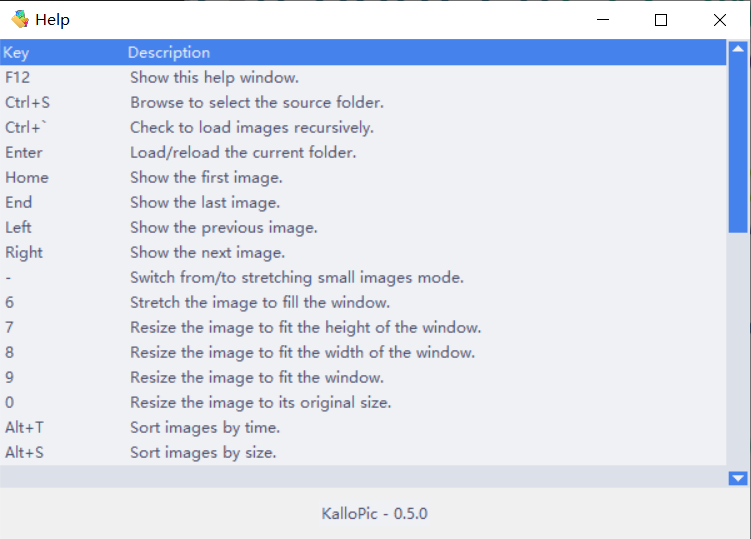 Help
Key Description
F12 Show this help window.
Ctrl+S Browse to select the source folder.
Ctrl+` Check to load images recursively.
Enter Load/reload the current folder.
Home Show the first image.
End Show the last image.
Left Show the previous image.
Right Show the next image.
- Switch from/to stretching small images mode.
6 Stretch the image to fill the window.
7 Resize the image to fit the height of the window.
8 Resize the image to fit the width of the window.
9 Resize the image to fit the window.
0 Resize the image to its original size.
Alt+T Sort images by time.
Alt+S Sort images by size.
KalloPic - 0.5.0